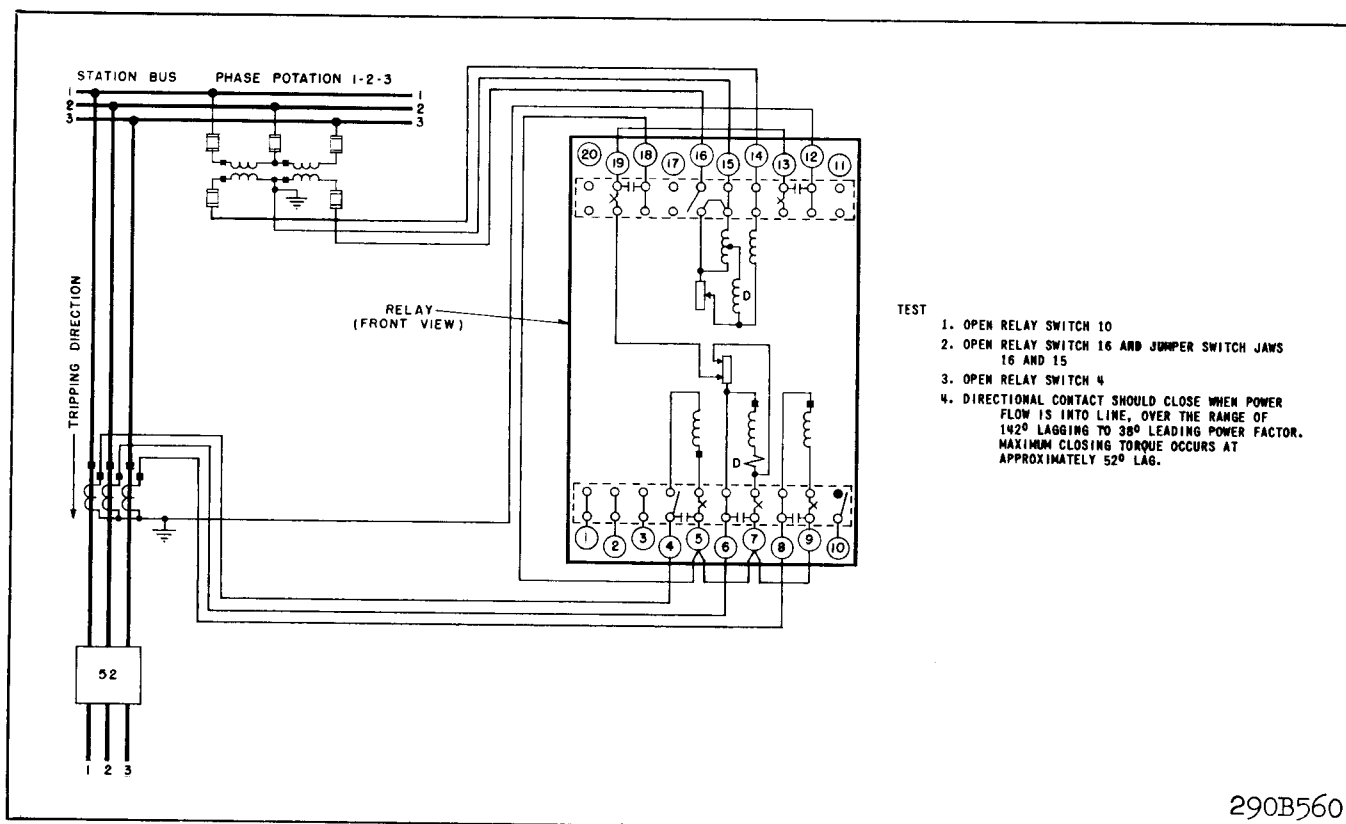 STATION BUS PHASE POTATION 1-2-3
1 1
2 2
3 3
TRIPPING DIRECTION
RELAY
(FRONT VIEW)
20 19 18 17 16 15 14 13 12 11
D
D
1 2 3 4 5 6 7 8 9 10
52
1 2 3
TEST
1. OPEN RELAY SWITCH 10
2. OPEN RELAY SWITCH 16 AND JUMPER SWITCH JAWS
16 AND 15
3. OPEN RELAY SWITCH 4
4. DIRECTIONAL CONTACT SHOULD CLOSE WHEN POWER
FLOW IS INTO LINE, OVER THE RANGE OF
142º LAGGING TO 38º LEADING POWER FACTOR.
MAXIMUM CLOSING TORQUE OCCURS AT
APPROXIMATELY 52º LAG.
290B560